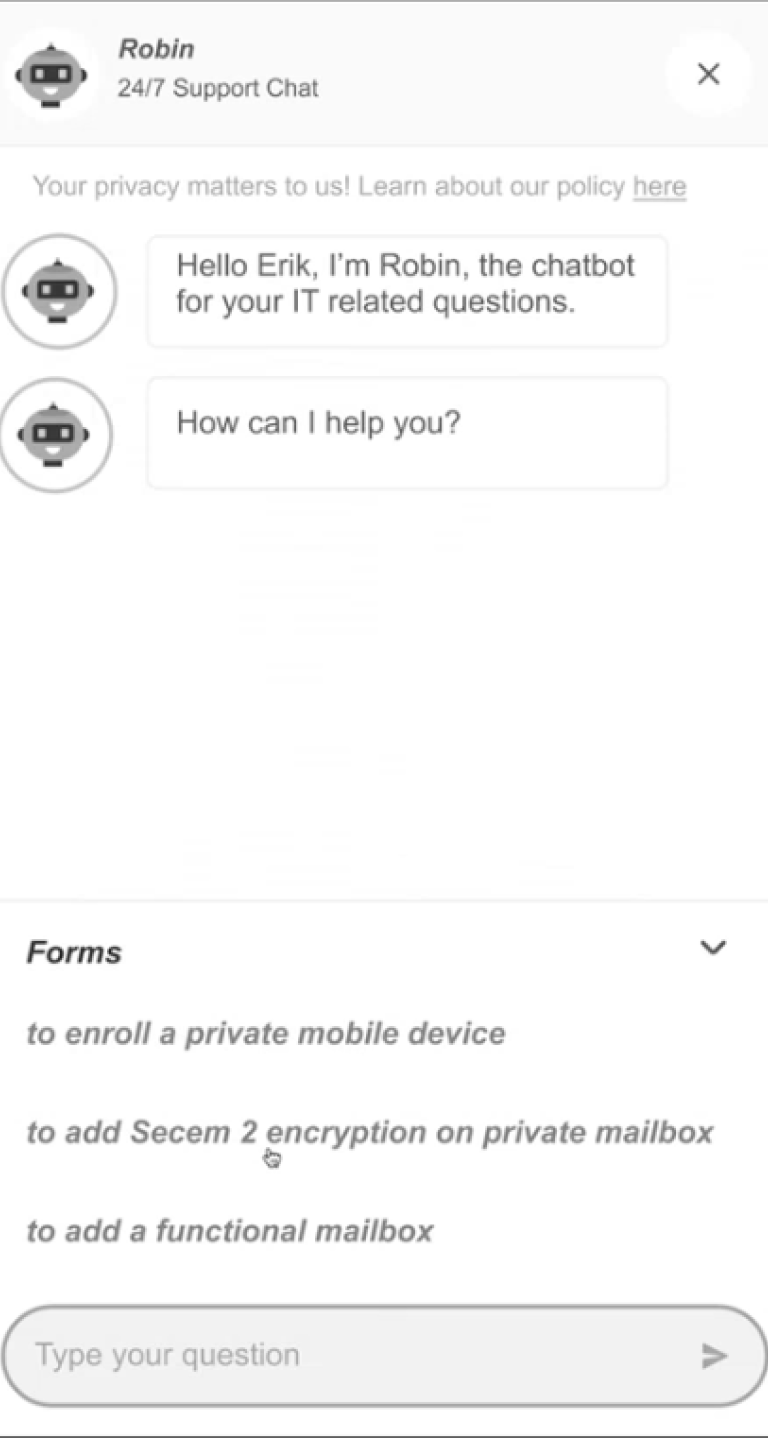 Robin
24/7 Support Chat
Your privacy matters to us! Learn about our policy here
Hello Erik, I'm Robin, the chatbot
for your IT related questions.
How can I help you?
Forms
to enroll a private mobile device
to add Secem 2 encryption on private mailbox
to add a functional mailbox
Type your question